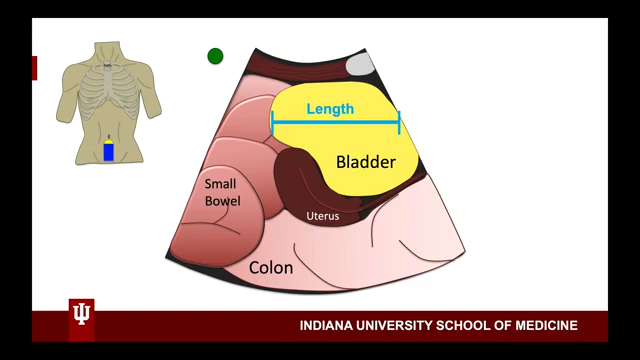 Length
Bladder
Small
Bowel
Uterus
Colon
INDIANA UNIVERSITY SCHOOL OF MEDICINE